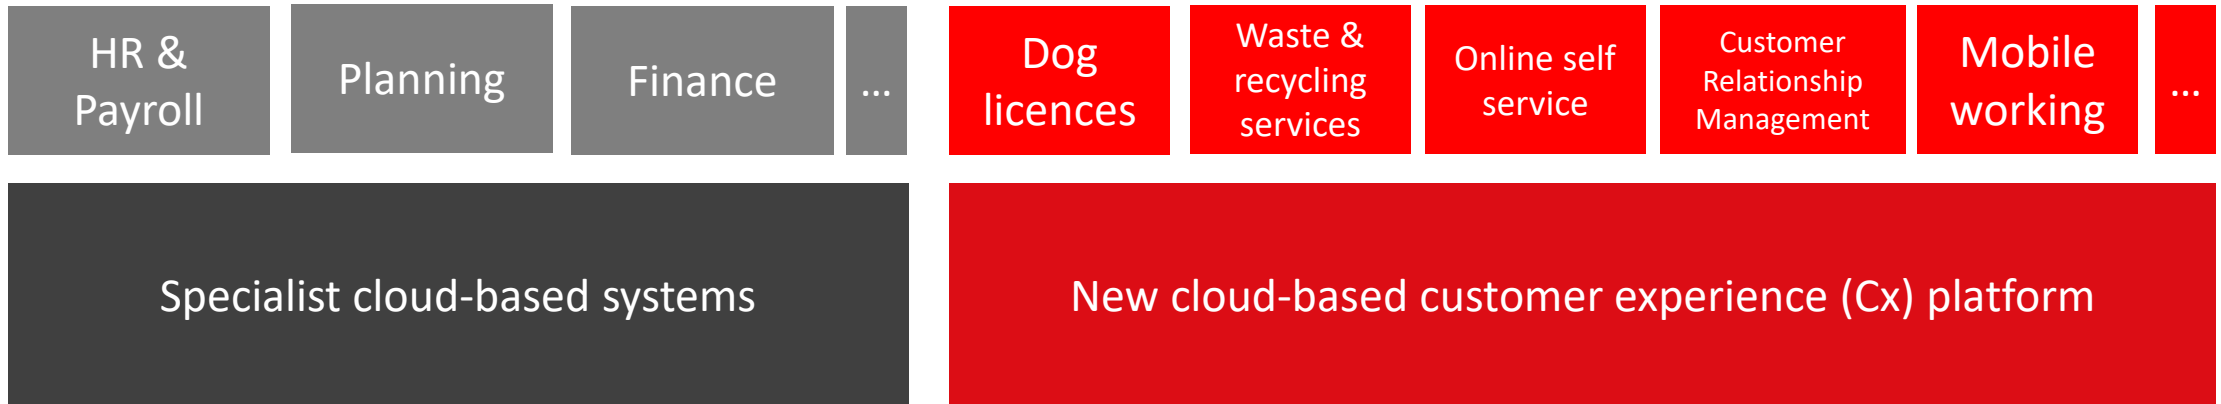 HR &
Payroll
Planning
Finance
...
Dog
licences
Waste &
recycling
services
Online self
service
Customer
Relationship
Management
Mobile
working
...
Specialist cloud-based systems
New cloud-based customer experience (Cx) platform